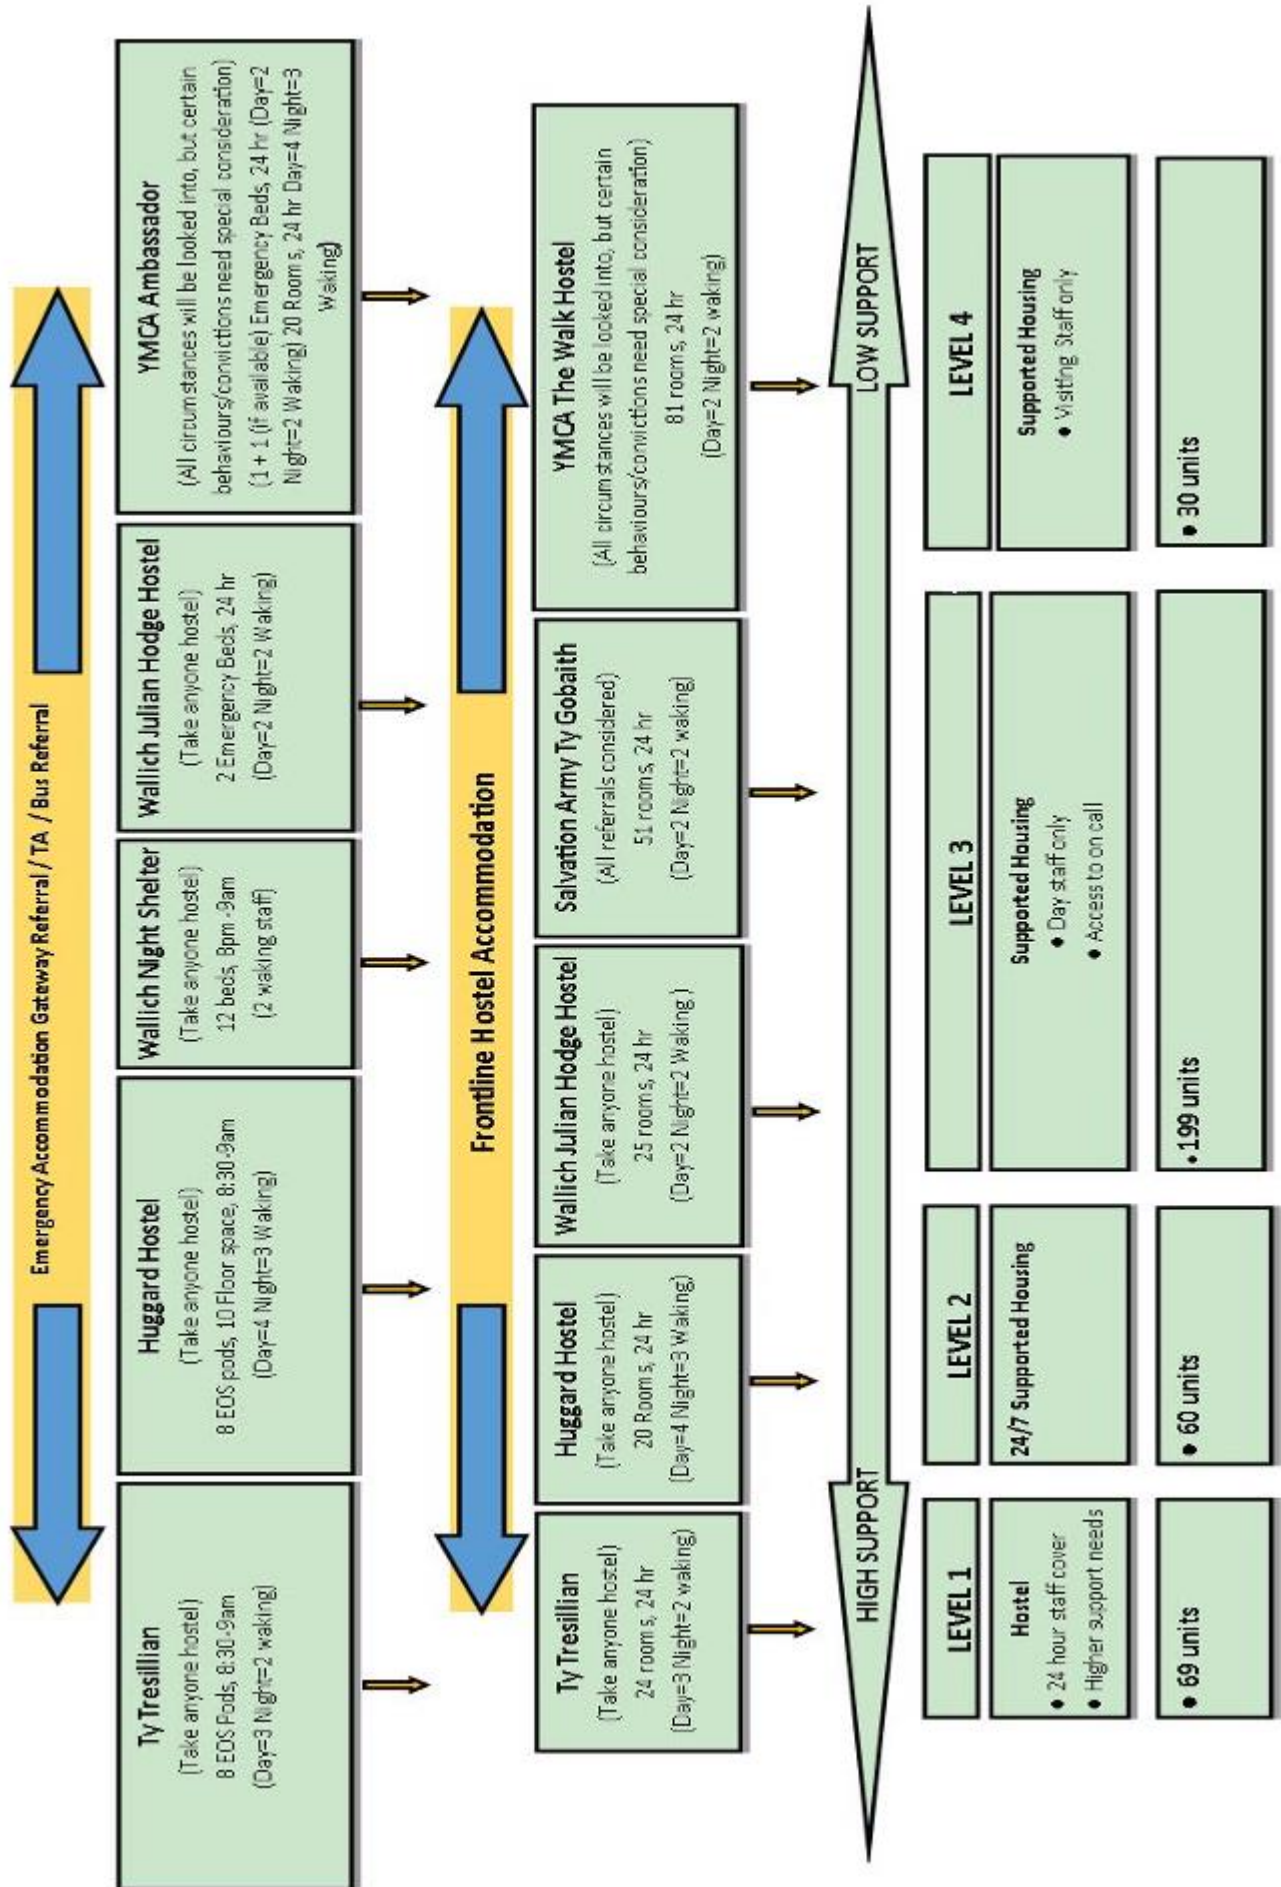 Emergency Accommodation Gateway Referral / TA / Bus Referral
Ty Tresillian
(Take anyone hostel)
8 EOS Pods, 8:30-9am
(Day=3 Night=2 waking)
Huggard Hostel
(Take anyone hostel)
8 EOS pods, 10 Floor space, 8:30-9am
(Day=4 Night=3 Waking)
Wallich Night Shelter
(Take anyone hostel)
12 beds, 8pm-9am
(2 waking staff)
Wallich Julian Hodge Hostel
(Take anyone hostel)
2 Emergency Beds, 24 hr
(Day=2 Night=2 Waking)
YMCA Ambassador
(All circumstances will be looked into, but certain
behaviours/convictions need special consideration)
(1 + 1 (if available) Emergency Beds, 24 hr (Day=2
Night=2 Waking) 20 Rooms, 24 hr Day=4 Night=3
Waking)
Frontline Hostel Accommodation
Ty Tresillian
(Take anyone hostel)
24 rooms, 24 hr
(Day=3 Night=2 waking)
Huggard Hostel
(Take anyone hostel)
20 Rooms, 24 hr
(Day=4 Night=3 Waking)
Wallich Julian Hodge Hostel
(Take anyone hostel)
25 rooms, 24 hr
(Day=2 Night=2 Waking )
Salvation Army Ty Gobaith
(All referrals considered)
51 rooms, 24 hr
(Day=2 Night=2 waking)
YMCA The Walk Hostel
(All circumstances will be looked into, but certain
behaviours/convictions need special consideration)
81 rooms, 24 hr
(Day=2 Night=2 waking)
HIGH SUPPORT
LOW SUPPORT
LEVEL 1
Hostel
• 24 hour staff cover
• Higher support needs
• 69 units
LEVEL 2
24/7 Supported Housing
• 60 units
LEVEL 3
Supported Housing
• Day staff only
• Access to on call
•199 units
LEVEL 4
Supported Housing
• Visiting Staff only
• 30 units